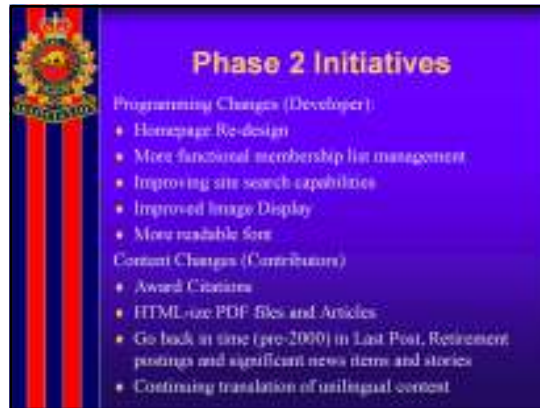 Phase 2 Initiatives
Programming Changes (Developer):
Homepage Re-design
More functional membership list management
Improving site search capabilities
Improved Image Display
More readable font
Content Changes (Contributors)
Award Citations
HTML-ize PDF files and Articles
Go back in time (pre-2000) in Last Post, Retirement
postings and significant news items and stories
Continuing translation of unilingual content
ASSOCIATION